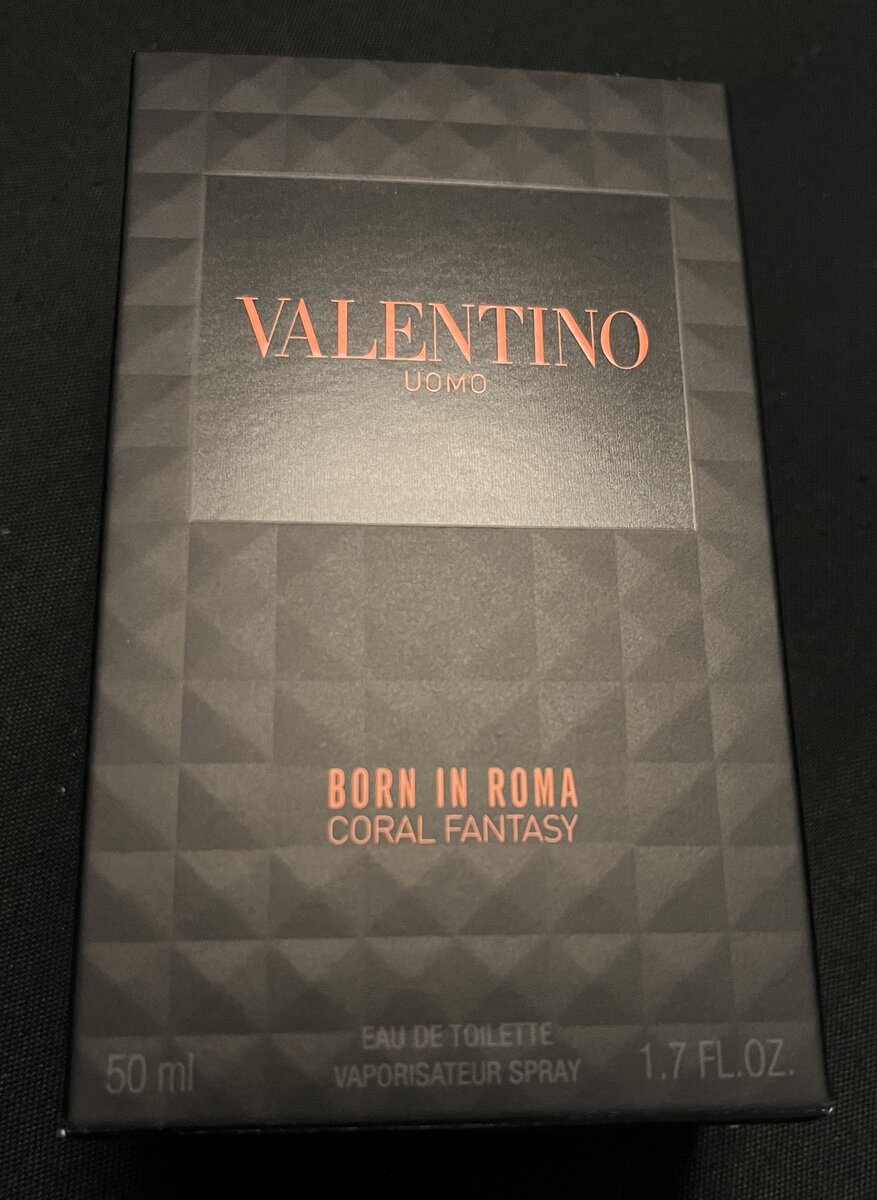 VALENTINO
UOMO
BORN IN ROMA
CORAL FANTASY
EAU DE TOILETTE
50 ml VAPORISATEUR SPRAY 1.7 FL.OZ.